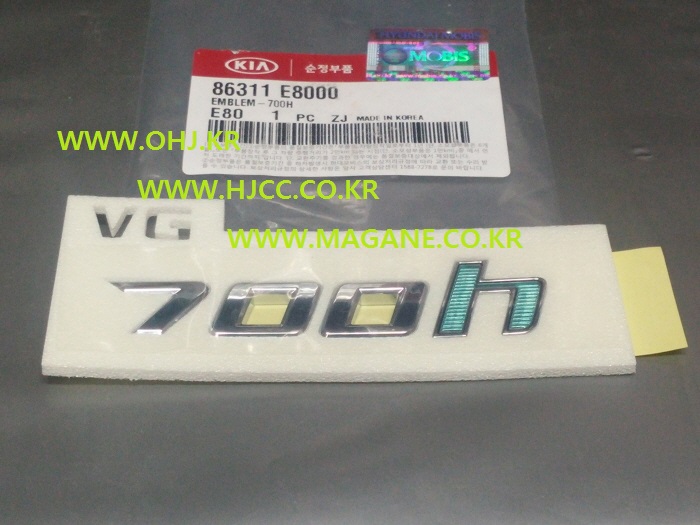 MOBIS
KIA 순정부품
86311 E8000
EMBLEM-700H
E80 1 PC ZJ MADE IN KOREA
WWW.OHJ.KR
WWW.HJCC.CO.KR
VG
WWW.MAGANE.CO.KR
700h